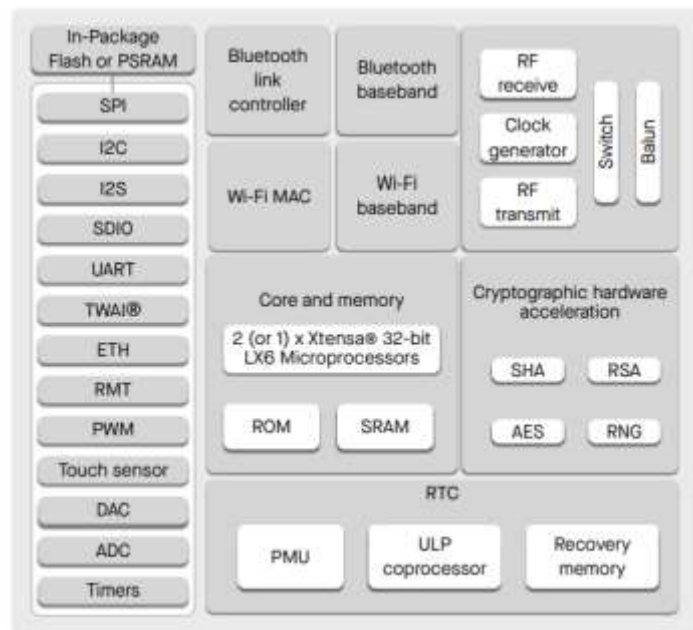 In-Package
Flash or PSRAM
SPI
I2C
I2S
SDIO
UART
TWAI®
ETH
RMT
PWM
Touch sensor
DAC
ADC
Timers
Bluetooth
link
controller
Bluetooth
baseband
Wi-Fi MAC
Wi-Fi
baseband
RF
receive
Clock
generator
RF
transmit
Switch
Balun
Core and memory
2 (or 1) x Xtensa® 32-bit
LX6 Microprocessors
ROM
SRAM
Cryptographic hardware
acceleration
SHA
RSA
AES
RNG
RTC
PMU
ULP
coprocessor
Recovery
memory